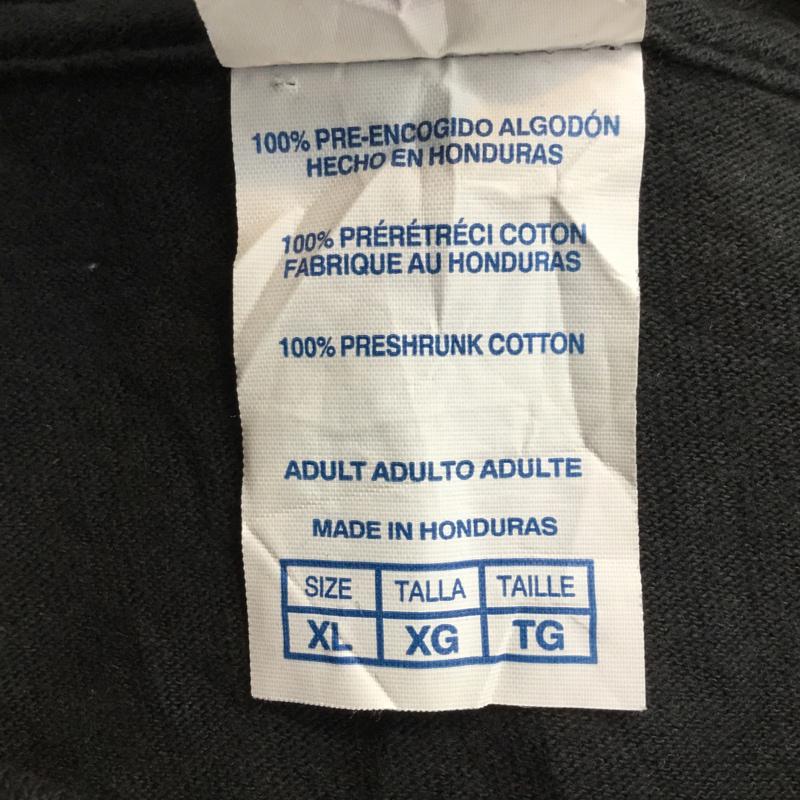 100% PRE-ENCOGIDO ALGODÓN
HECHO EN HONDURAS
100% PRÉRÉTRÉCI COTON
FABRIQUE AU HONDURAS
100% PRESHRUNK COTTON
ADULT ADULTO ADULTE
MADE IN HONDURAS
SIZE TALLA TAILLE
XL XG TG